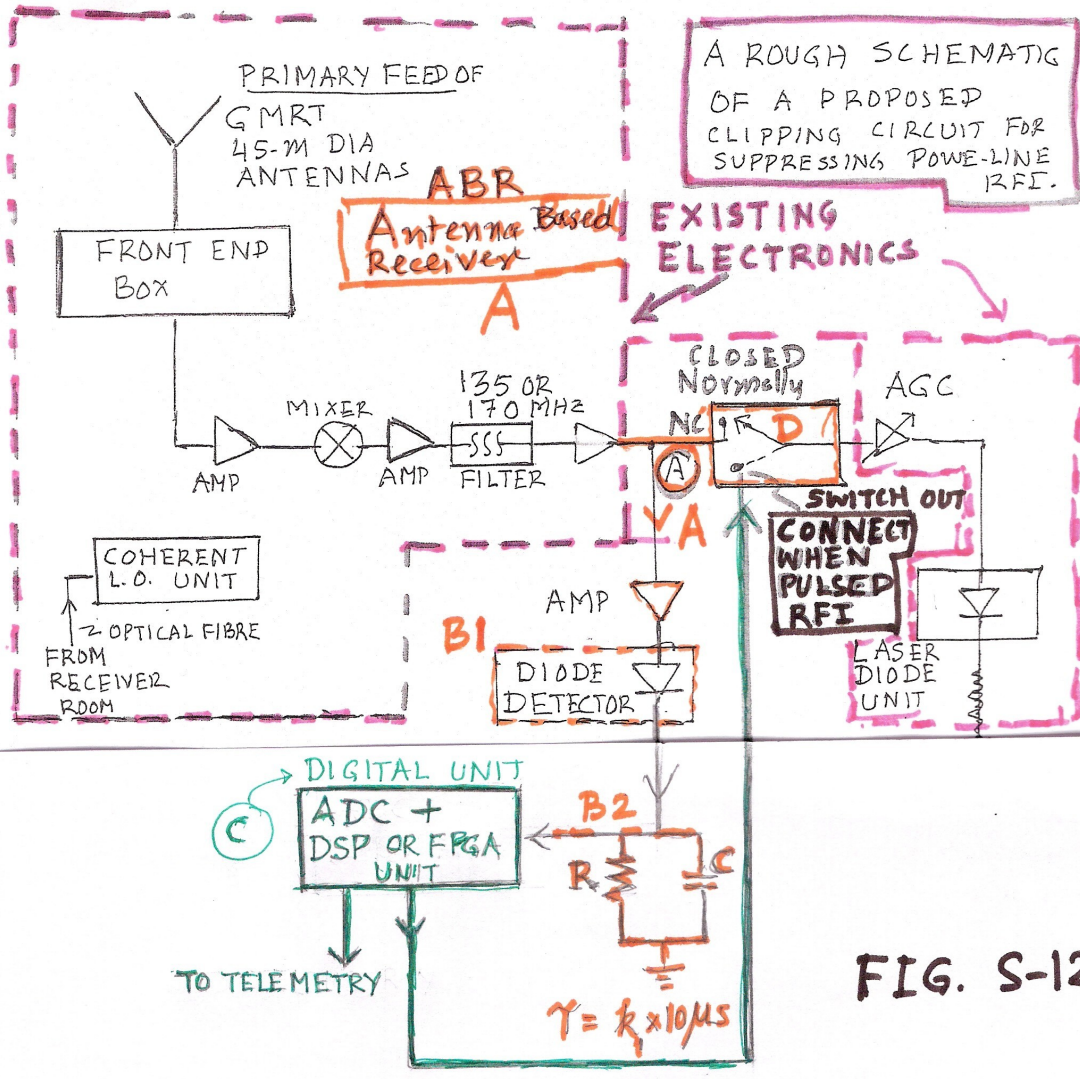 PRIMARY FEED OF
GMRT
45-M DIA
ANTENNAS
A ROUGH SCHEMATIC
OF A PROPOSED
CLIPPING CIRCUIT FOR
SUPPRESSING POWE-LINE
RFI.
ABR
Antenna Based
Receiver
A
EXISTING
ELECTRONICS
FRONT END
BOX
CLOSED
Normally
NC
D
AGC
135 OR
170 MHz
MIXER
AMP
AMP
FILTER
A
A
SWITCH OUT
CONNECT
WHEN
PULSED
RFI
COHERENT
L.O. UNIT
OPTICAL FIBRE
FROM
RECEIVER
ROOM
AMP
B1
DIODE
DETECTOR
LASER
DIODE
UNIT
C
DIGITAL UNIT
ADC +
DSP OR FPGA
UNIT
B2
R
C
TO TELEMETRY
FIG. S-12